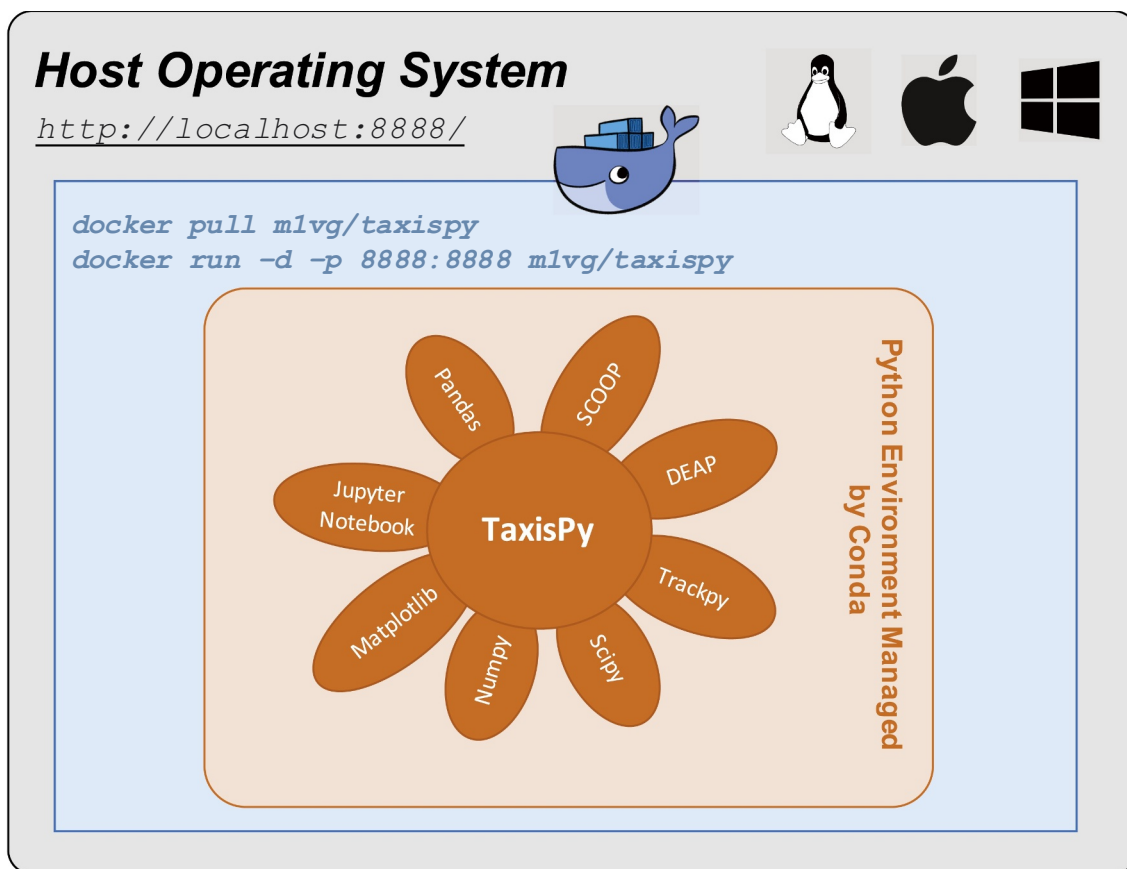 Host Operating System
http://localhost:8888/
docker pull m1vg/taxispy
docker run –d –p 8888:8888 m1vg/taxispy
Pandas
SCOOP
DEAP
Jupyter
Notebook
TaxisPy
Trackpy
Matplotlib
Numpy
Scipy
Python Environment Managed
by Conda